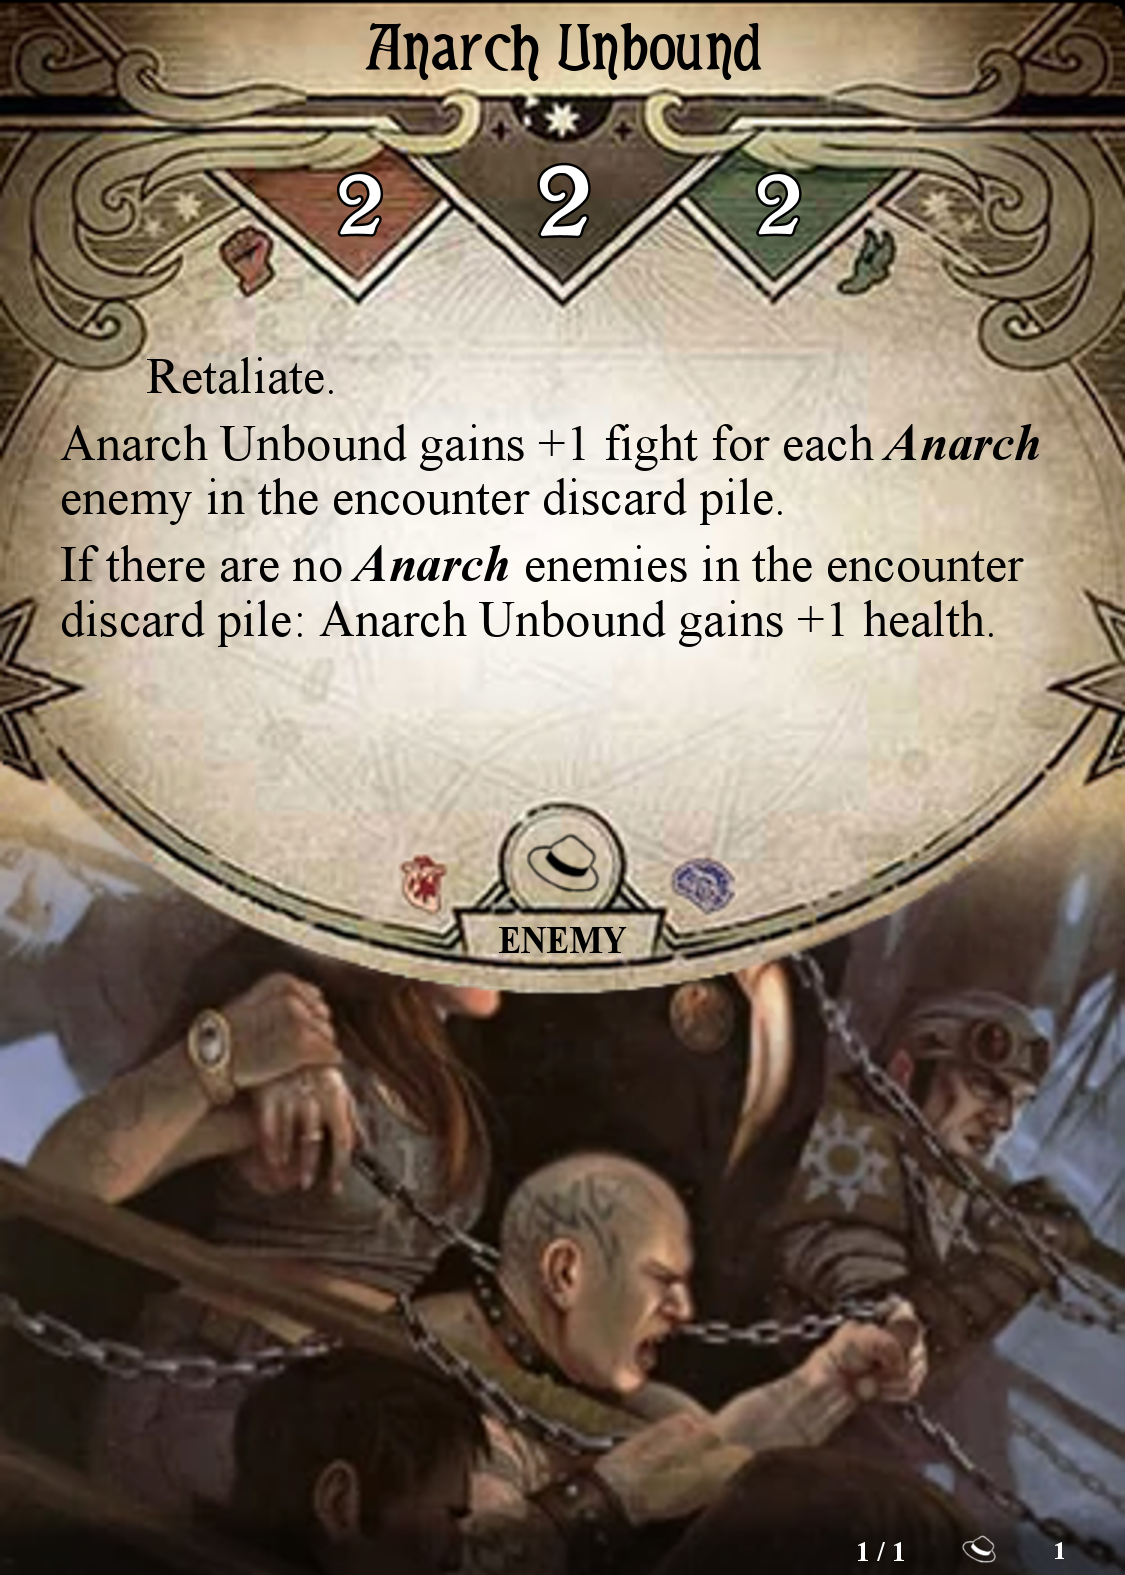 Anarch Unbound
2 2 2
Retaliate.
Anarch Unbound gains +1 fight for each Anarch
enemy in the encounter discard pile.
If there are no Anarch enemies in the encounter
discard pile: Anarch Unbound gains +1 health.
ENEMY
1 / 1 1